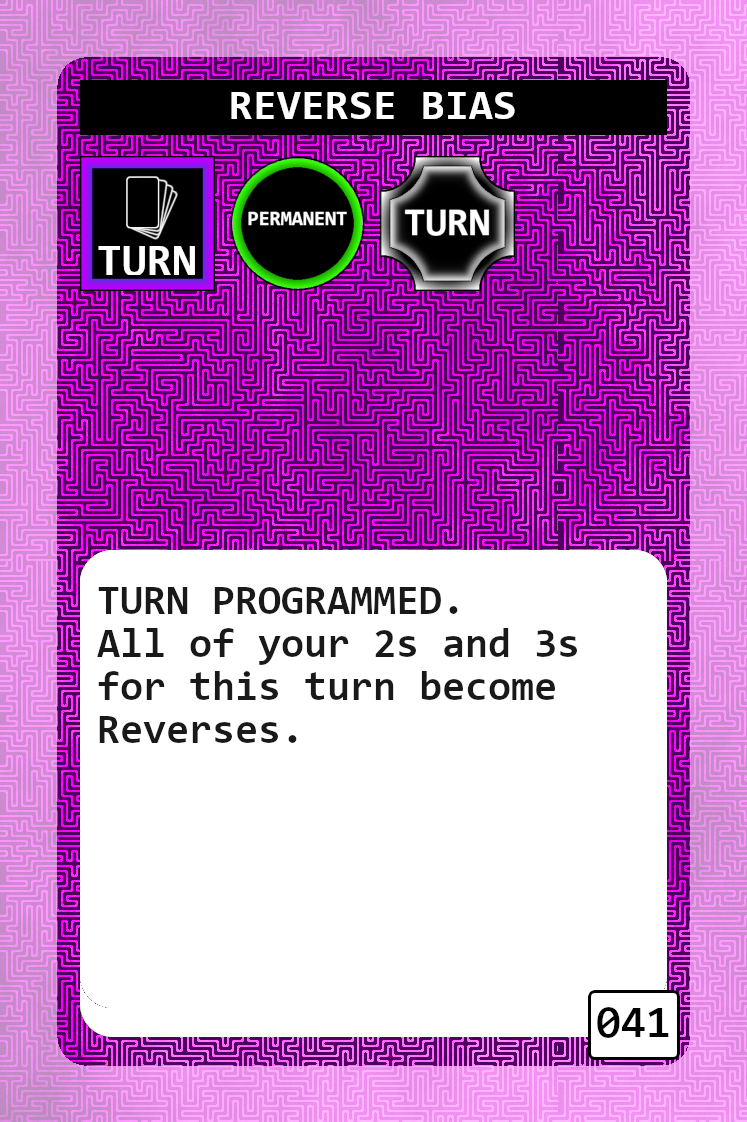 REVERSE BIAS
TURN
PERMANENT
TURN
TURN PROGRAMMED.
All of your 2s and 3s
for this turn become
Reverses.
041